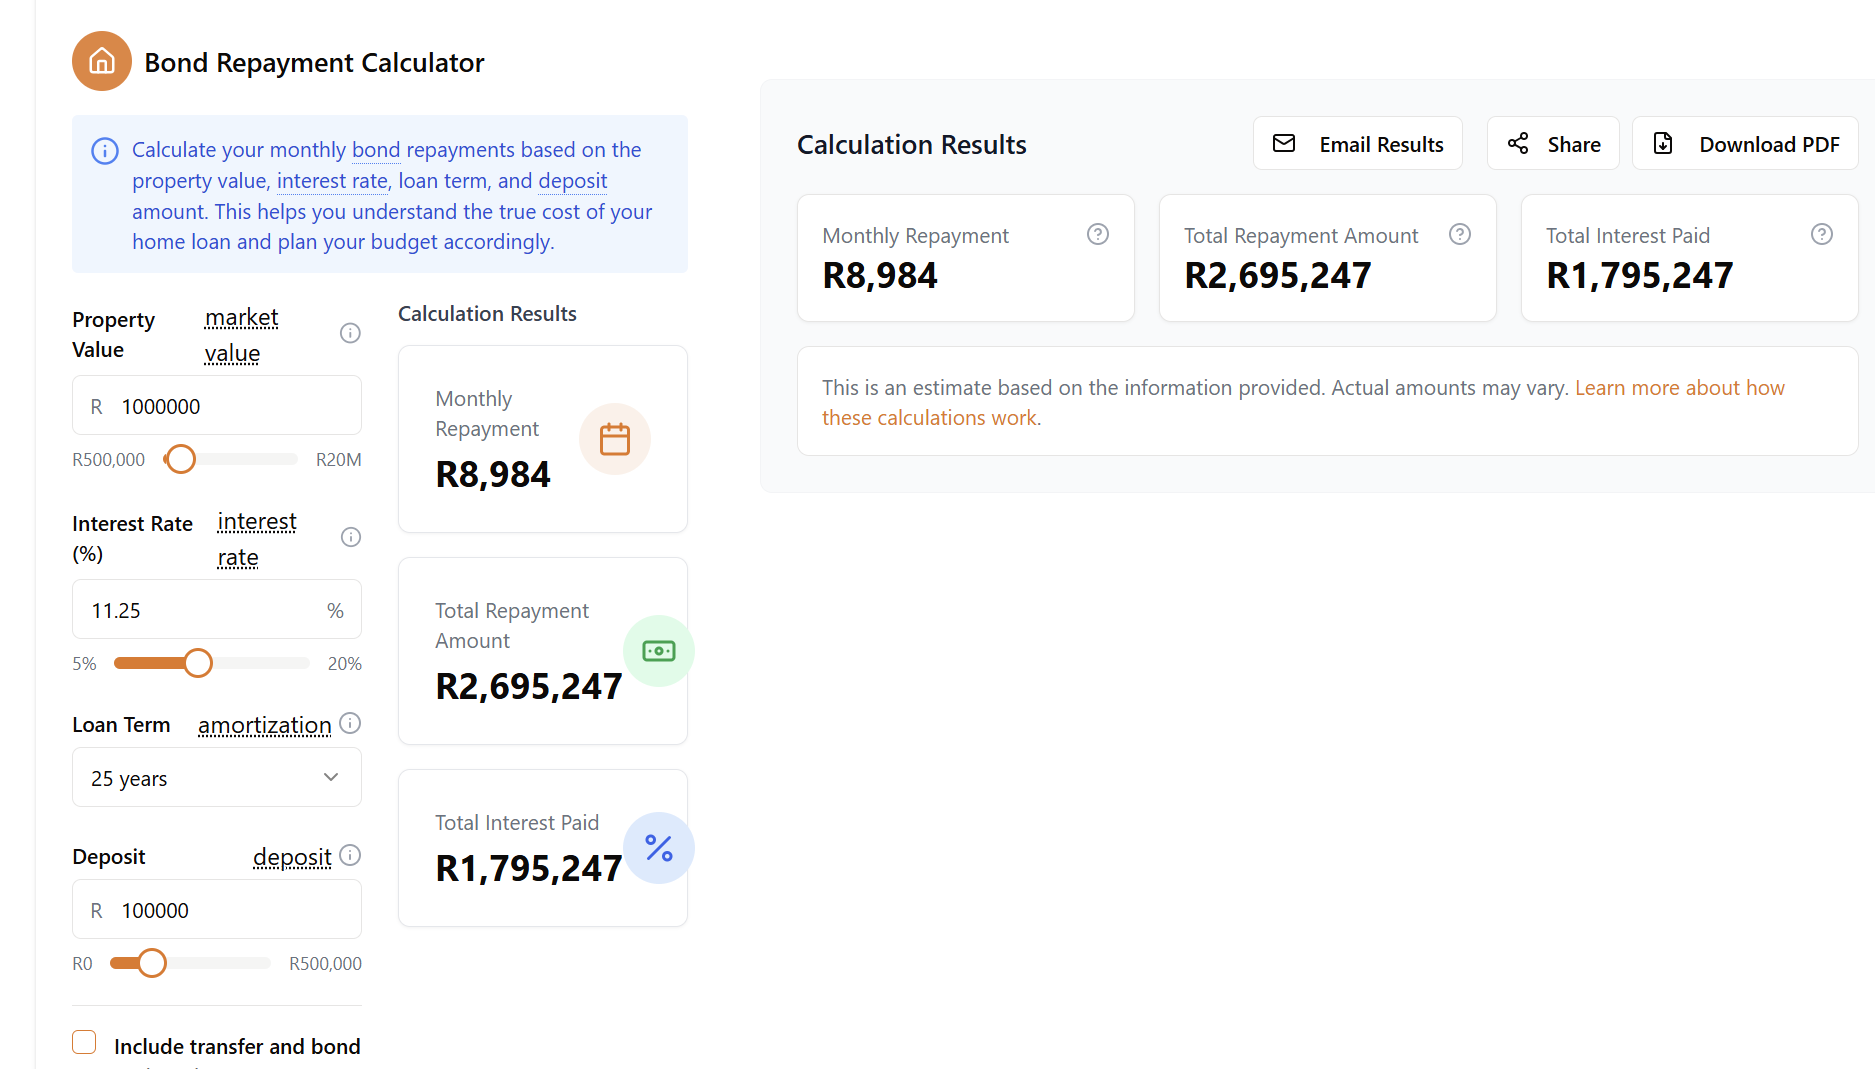 Bond Repayment Calculator
Calculate your monthly bond repayments based on the
property value, interest rate, loan term, and deposit
amount. This helps you understand the true cost of your
home loan and plan your budget accordingly.
Property
Value
market
value
R 1000000
R500,000 R20M
Interest Rate
(%)
interest
rate
11.25 %
5% 20%
Loan Term amortization
25 years
Deposit deposit
R 100000
R0 R500,000
Include transfer and bond
Calculation Results
Monthly
Repayment
R8,984
Total Repayment
Amount
R2,695,247
Total Interest Paid
R1,795,247
Calculation Results
Email Results
Share
Download PDF
Monthly Repayment
R8,984
Total Repayment Amount
R2,695,247
Total Interest Paid
R1,795,247
This is an estimate based on the information provided. Actual amounts may vary. Learn more about how
these calculations work.